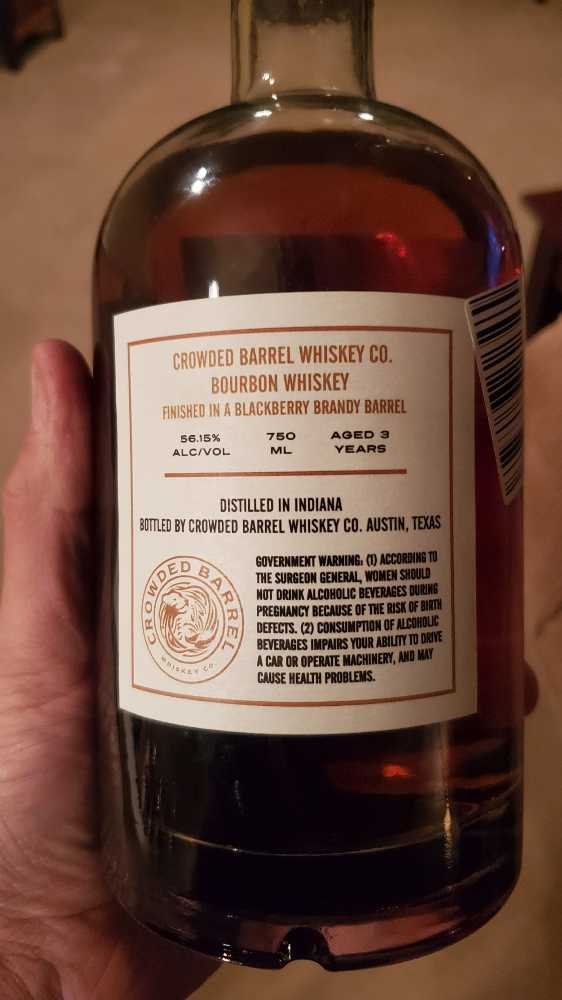 CROWDED BARREL WHISKEY CO.
BOURBON WHISKEY
FINISHED IN A BLACKBERRY BRANDY BARREL
56.15% 750 AGED 3
ALC/VOL ML YEARS
DISTILLED IN INDIANA
BOTTLED BY CROWDED BARREL WHISKEY CO. AUSTIN, TEXAS
CROWDED BARREL
WHISKEY CO.
GOVERNMENT WARNING: (1) ACCORDING TO
THE SURGEON GENERAL, WOMEN SHOULD
NOT DRINK ALCOHOLIC BEVERAGES DURING
PREGNANCY BECAUSE OF THE RISK OF BIRTH
DEFECTS. (2) CONSUMPTION OF ALCOHOLIC
BEVERAGES IMPAIRS YOUR ABILITY TO DRIVE
A CAR OR OPERATE MACHINERY, AND MAY
CAUSE HEALTH PROBLEMS.